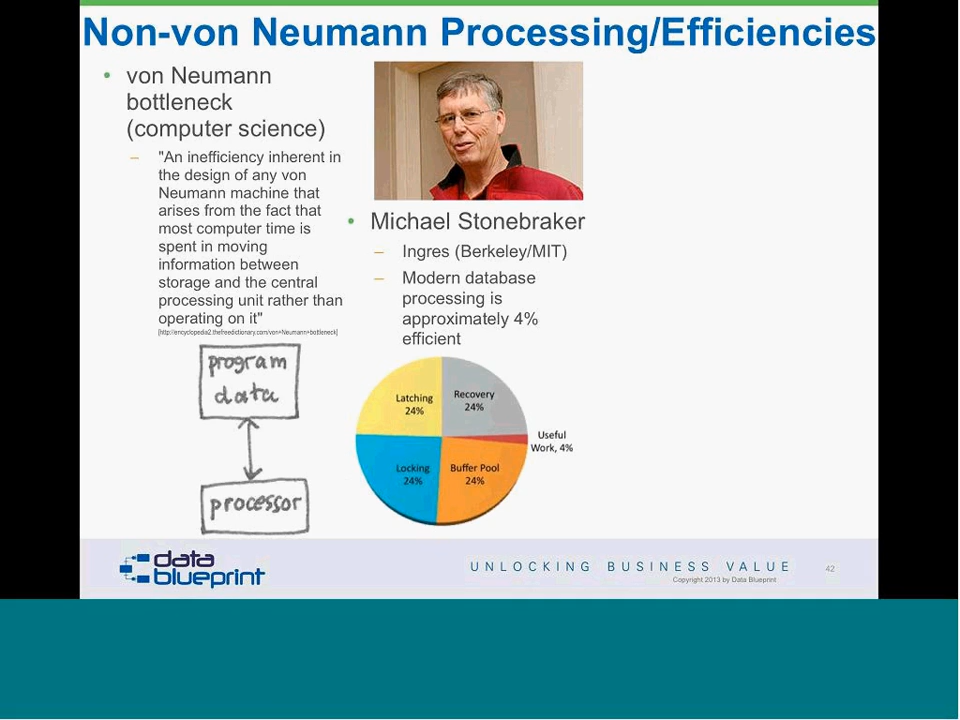 Non-von Neumann Processing/Efficiencies
• von Neumann
bottleneck
(computer science)
– "An inefficiency inherent in
the design of any von
Neumann machine that
arises from the fact that
most computer time is
spent in moving
information between
storage and the central
processing unit rather than
operating on it"
[http://encyclopedia2.thefreedictionary.com/von+Neumann+bottleneck]
program
data
processor
• Michael Stonebraker
– Ingres (Berkeley/MIT)
– Modern database
processing is
approximately 4%
efficient
Latching
24%
Recovery
24%
Useful
Work, 4%
Locking
24%
Buffer Pool
24%
data
blueprint
UNLOCKING BUSINESS VALUE
Copyright 2013 by Data Blueprint
42